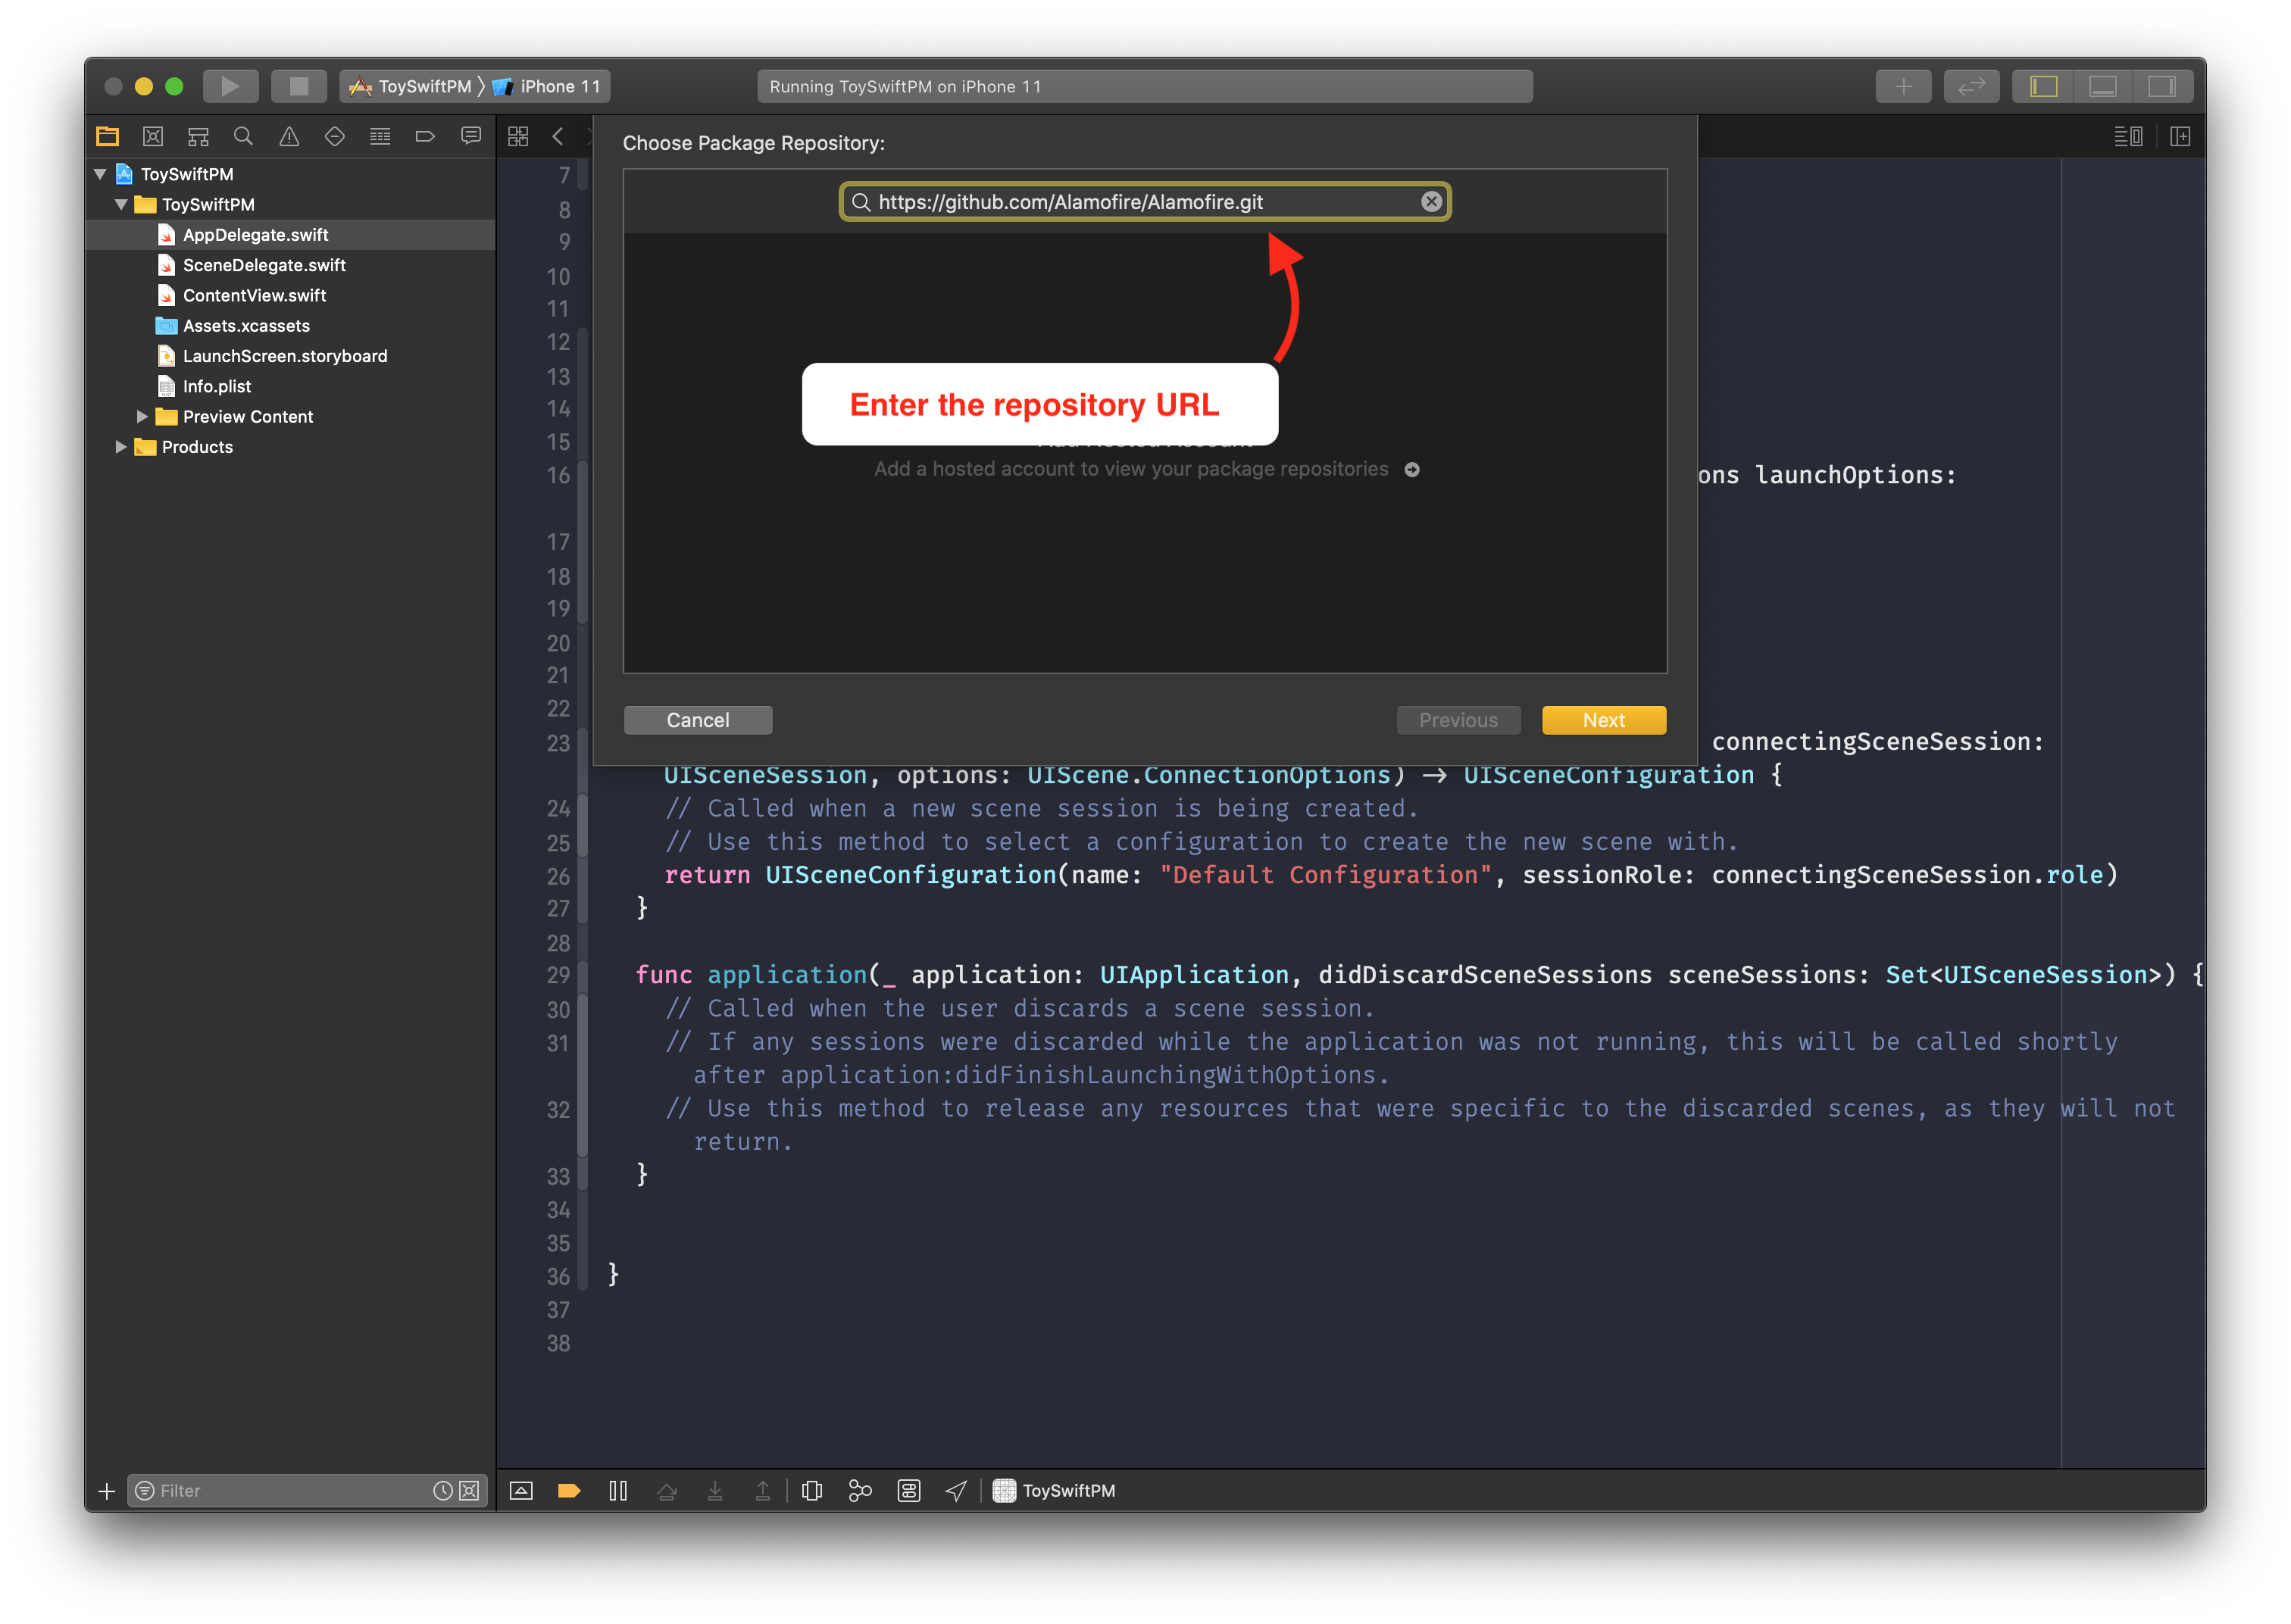 ToySwiftPM 〉 iPhone 11
Running ToySwiftPM on iPhone 11
ToySwiftPM
ToySwiftPM
AppDelegate.swift
SceneDelegate.swift
ContentView.swift
Assets.xcassets
LaunchScreen.storyboard
Info.plist
Preview Content
Products
Filter
Choose Package Repository:
https://github.com/Alamofire/Alamofire.git
Enter the repository URL
Add a hosted account to view your package repositories
Cancel
Previous
Next
7
8
9
10
11
12
13
14
15
16 ons launchOptions:
17
18
19
20
21
22
23 connectingSceneSession:
UISceneSession, options: UIScene.ConnectionOptions) -> UISceneConfiguration {
24 // Called when a new scene session is being created.
25 // Use this method to select a configuration to create the new scene with.
26 return UISceneConfiguration(name: "Default Configuration", sessionRole: connectingSceneSession.role)
27 }
28
29 func application(_ application: UIApplication, didDiscardSceneSessions sceneSessions: Set<UISceneSession>) {
30 // Called when the user discards a scene session.
31 // If any sessions were discarded while the application was not running, this will be called shortly
after application:didFinishLaunchingWithOptions.
32 // Use this method to release any resources that were specific to the discarded scenes, as they will not
return.
33 }
34
35
36 }
37
38
ToySwiftPM